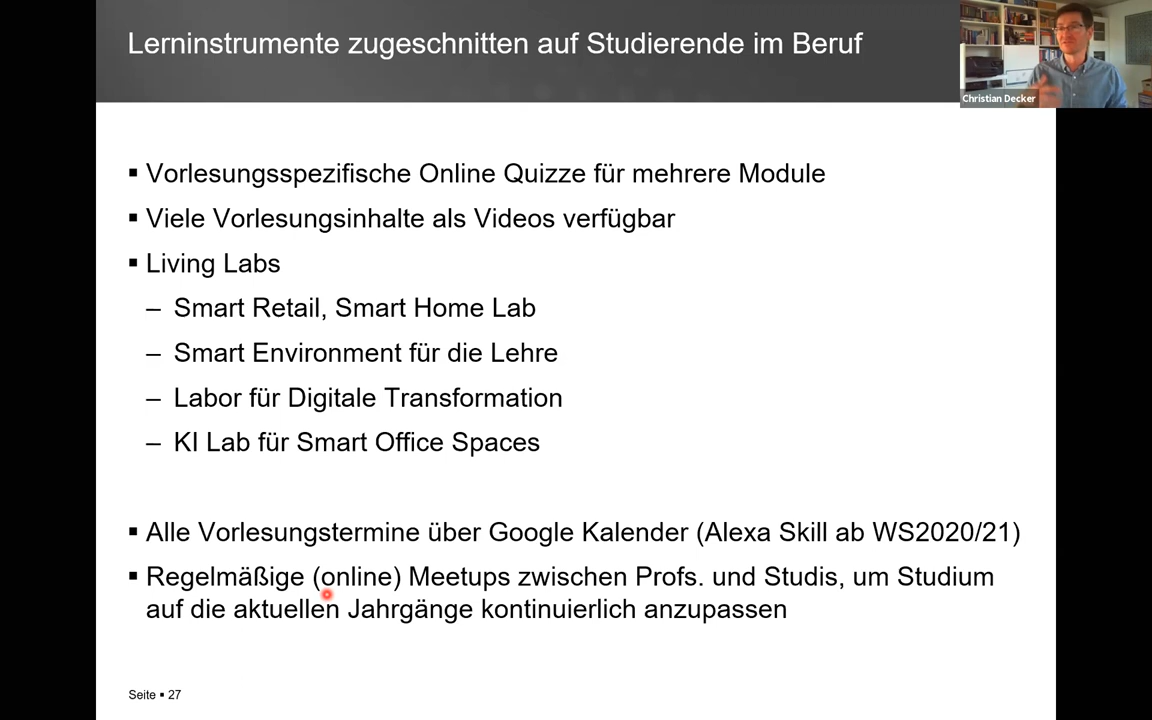 Lerninstrumente zugeschnitten auf Studierende im Beruf
Christian Decker
▪ Vorlesungsspezifische Online Quizze für mehrere Module
▪ Viele Vorlesungsinhalte als Videos verfügbar
▪ Living Labs
– Smart Retail, Smart Home Lab
– Smart Environment für die Lehre
– Labor für Digitale Transformation
– KI Lab für Smart Office Spaces
▪ Alle Vorlesungstermine über Google Kalender (Alexa Skill ab WS2020/21)
▪ Regelmäßige (online) Meetups zwischen Profs. und Studis, um Studium
auf die aktuellen Jahrgänge kontinuierlich anzupassen
Seite ▪ 27